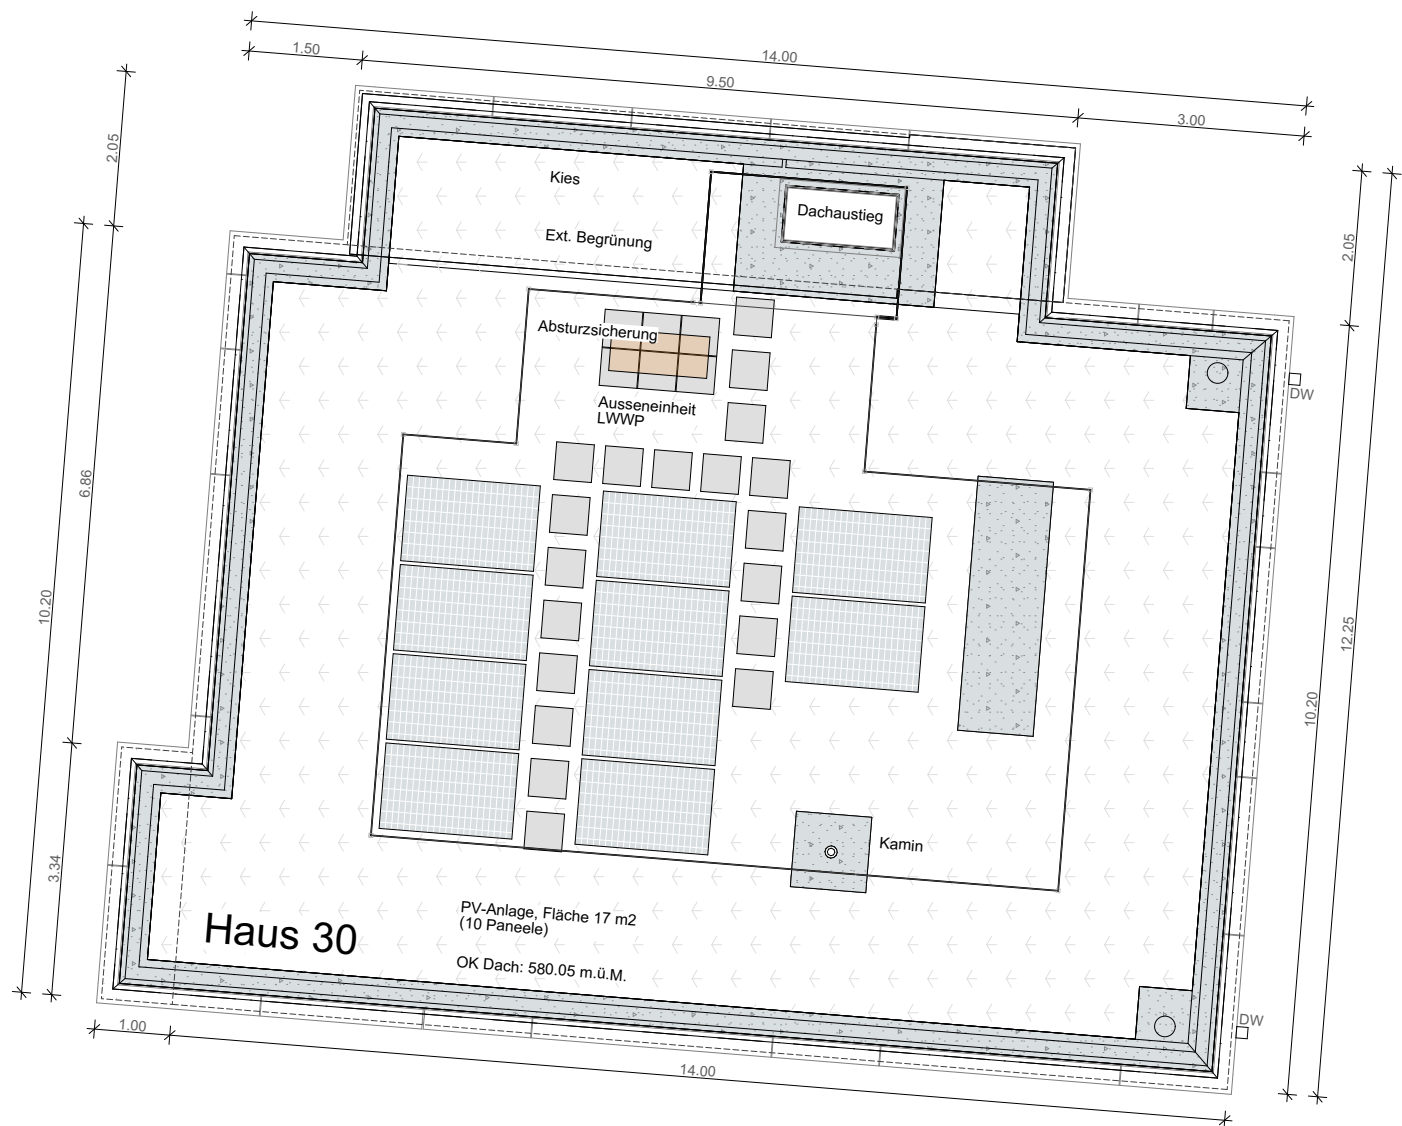 14.00
1.50
9.50
3.00
2.05
Kies
Dachaustieg
Ext. Begrünung
2.05
Absturzsicherung
DW
Ausseneinheit
LWWP
6.86
10.20
12.25
10.20
Kamin
3.34
PV-Anlage, Fläche 17 m2
(10 Paneele)
Haus 30
OK Dach: 580.05 m.ü.M.
DW
1.00
14.00